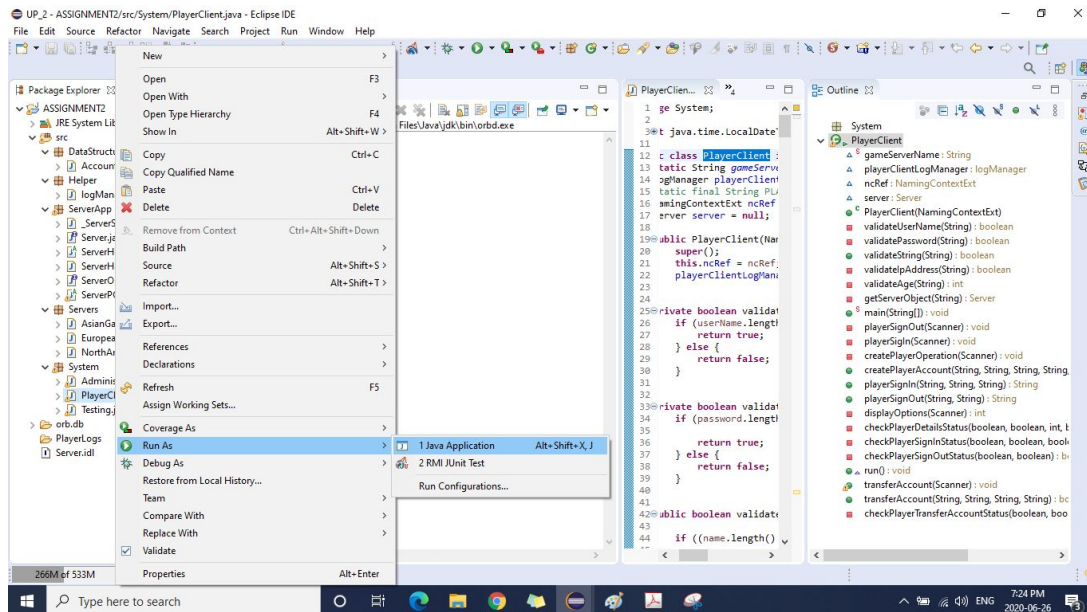 UP_2 - ASSIGNMENT2/src/System/PlayerClient.java - Eclipse IDE
File Edit Source Refactor Navigate Search Project Run Window Help
Package Explorer
ASSIGNMENT2
JRE System Lib
src
DataStructu
Accoun
Helper
logMan
ServerApp
_ServerS
Server.ja
ServerH
ServerH
ServerO
ServerP
Servers
AsianGa
Europea
NorthAr
System
Adminis
PlayerCl
Testing.j
orb.db
PlayerLogs
Server.idl
266M of 533M
New
Open F3
Open With
Open Type Hierarchy F4
Show In Alt+Shift+W
Copy Ctrl+C
Copy Qualified Name
Paste Ctrl+V
Delete Delete
Remove from Context Ctrl+Alt+Shift+Down
Build Path
Source Alt+Shift+S
Refactor Alt+Shift+T
Import...
Export...
References
Declarations
Refresh F5
Assign Working Sets...
Coverage As
Run As
Debug As
Restore from Local History...
Team
Compare With
Replace With
Validate
Properties Alt+Enter
1 Java Application Alt+Shift+X, J
2 RMI JUnit Test
Run Configurations...
Files\Java\jdk\bin\orbd.exe
PlayerClien... 4
1 ge System;
2
3 t java.time.LocalDate
11
12 c class PlayerClient
13 tatic String gameServe
14 ogManager playerClient
15 tatic final String PL
16 amingContextExt ncRef
17 erver server = null;
18
19 ublic PlayerClient(Nam
20 super();
21 this.ncRef = ncRef;
22 playerClientLogMana
23
24
25 rivate boolean validat
26 if (userName.length
27 return true;
28 } else {
29 return false;
30 }
31
32
33 rivate boolean validat
34 if (password.lengt
35
36 return true;
37 } else {
38 return false;
39 }
40
41
42 ublic boolean validate
43
44 if ((name.length()
Outline
System
PlayerClient
gameServerName : String
playerClientLogManager : logManager
ncRef : NamingContextExt
server : Server
PlayerClient(NamingContextExt)
validateUserName(String) : boolean
validatePassword(String) : boolean
validateString(String) : boolean
validateIpAddress(String) : boolean
validateAge(String) : int
getServerObject(String) : Server
main(String[]) : void
playerSignOut(Scanner) : void
playerSigIn(Scanner) : void
createPlayerOperation(Scanner) : void
createPlayerAccount(String, String, String, String,
playerSignIn(String, String, String) : String
playerSignOut(String, String) : String
displayOptions(Scanner) : int
checkPlayerDetailsStatus(boolean, boolean, int, b
checkPlayerSignInStatus(boolean, boolean, boole
checkPlayerSignOutStatus(boolean, boolean) : b
run() : void
transferAccount(Scanner) : void
transferAccount(String, String, String, String) : bo
checkPlayerTransferAccountStatus(boolean, boo
Type here to search
ENG
7:24 PM
2020-06-26